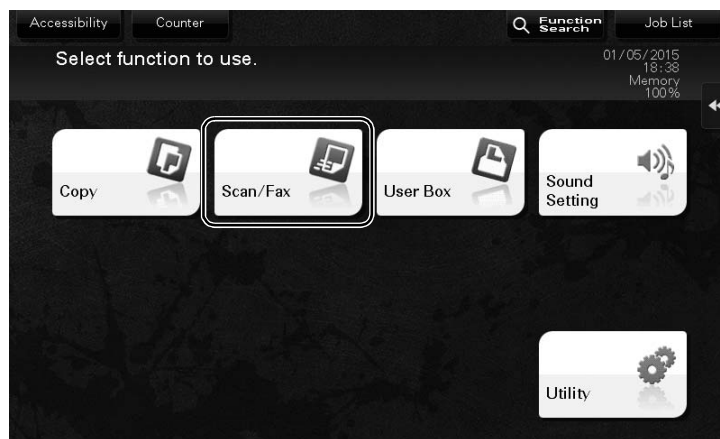 Accessibility
Counter
Function
Search
Job List
Select function to use.
01/05/2015
18:38
Memory
100%
Copy
Scan/Fax
User Box
Sound
Setting
Utility